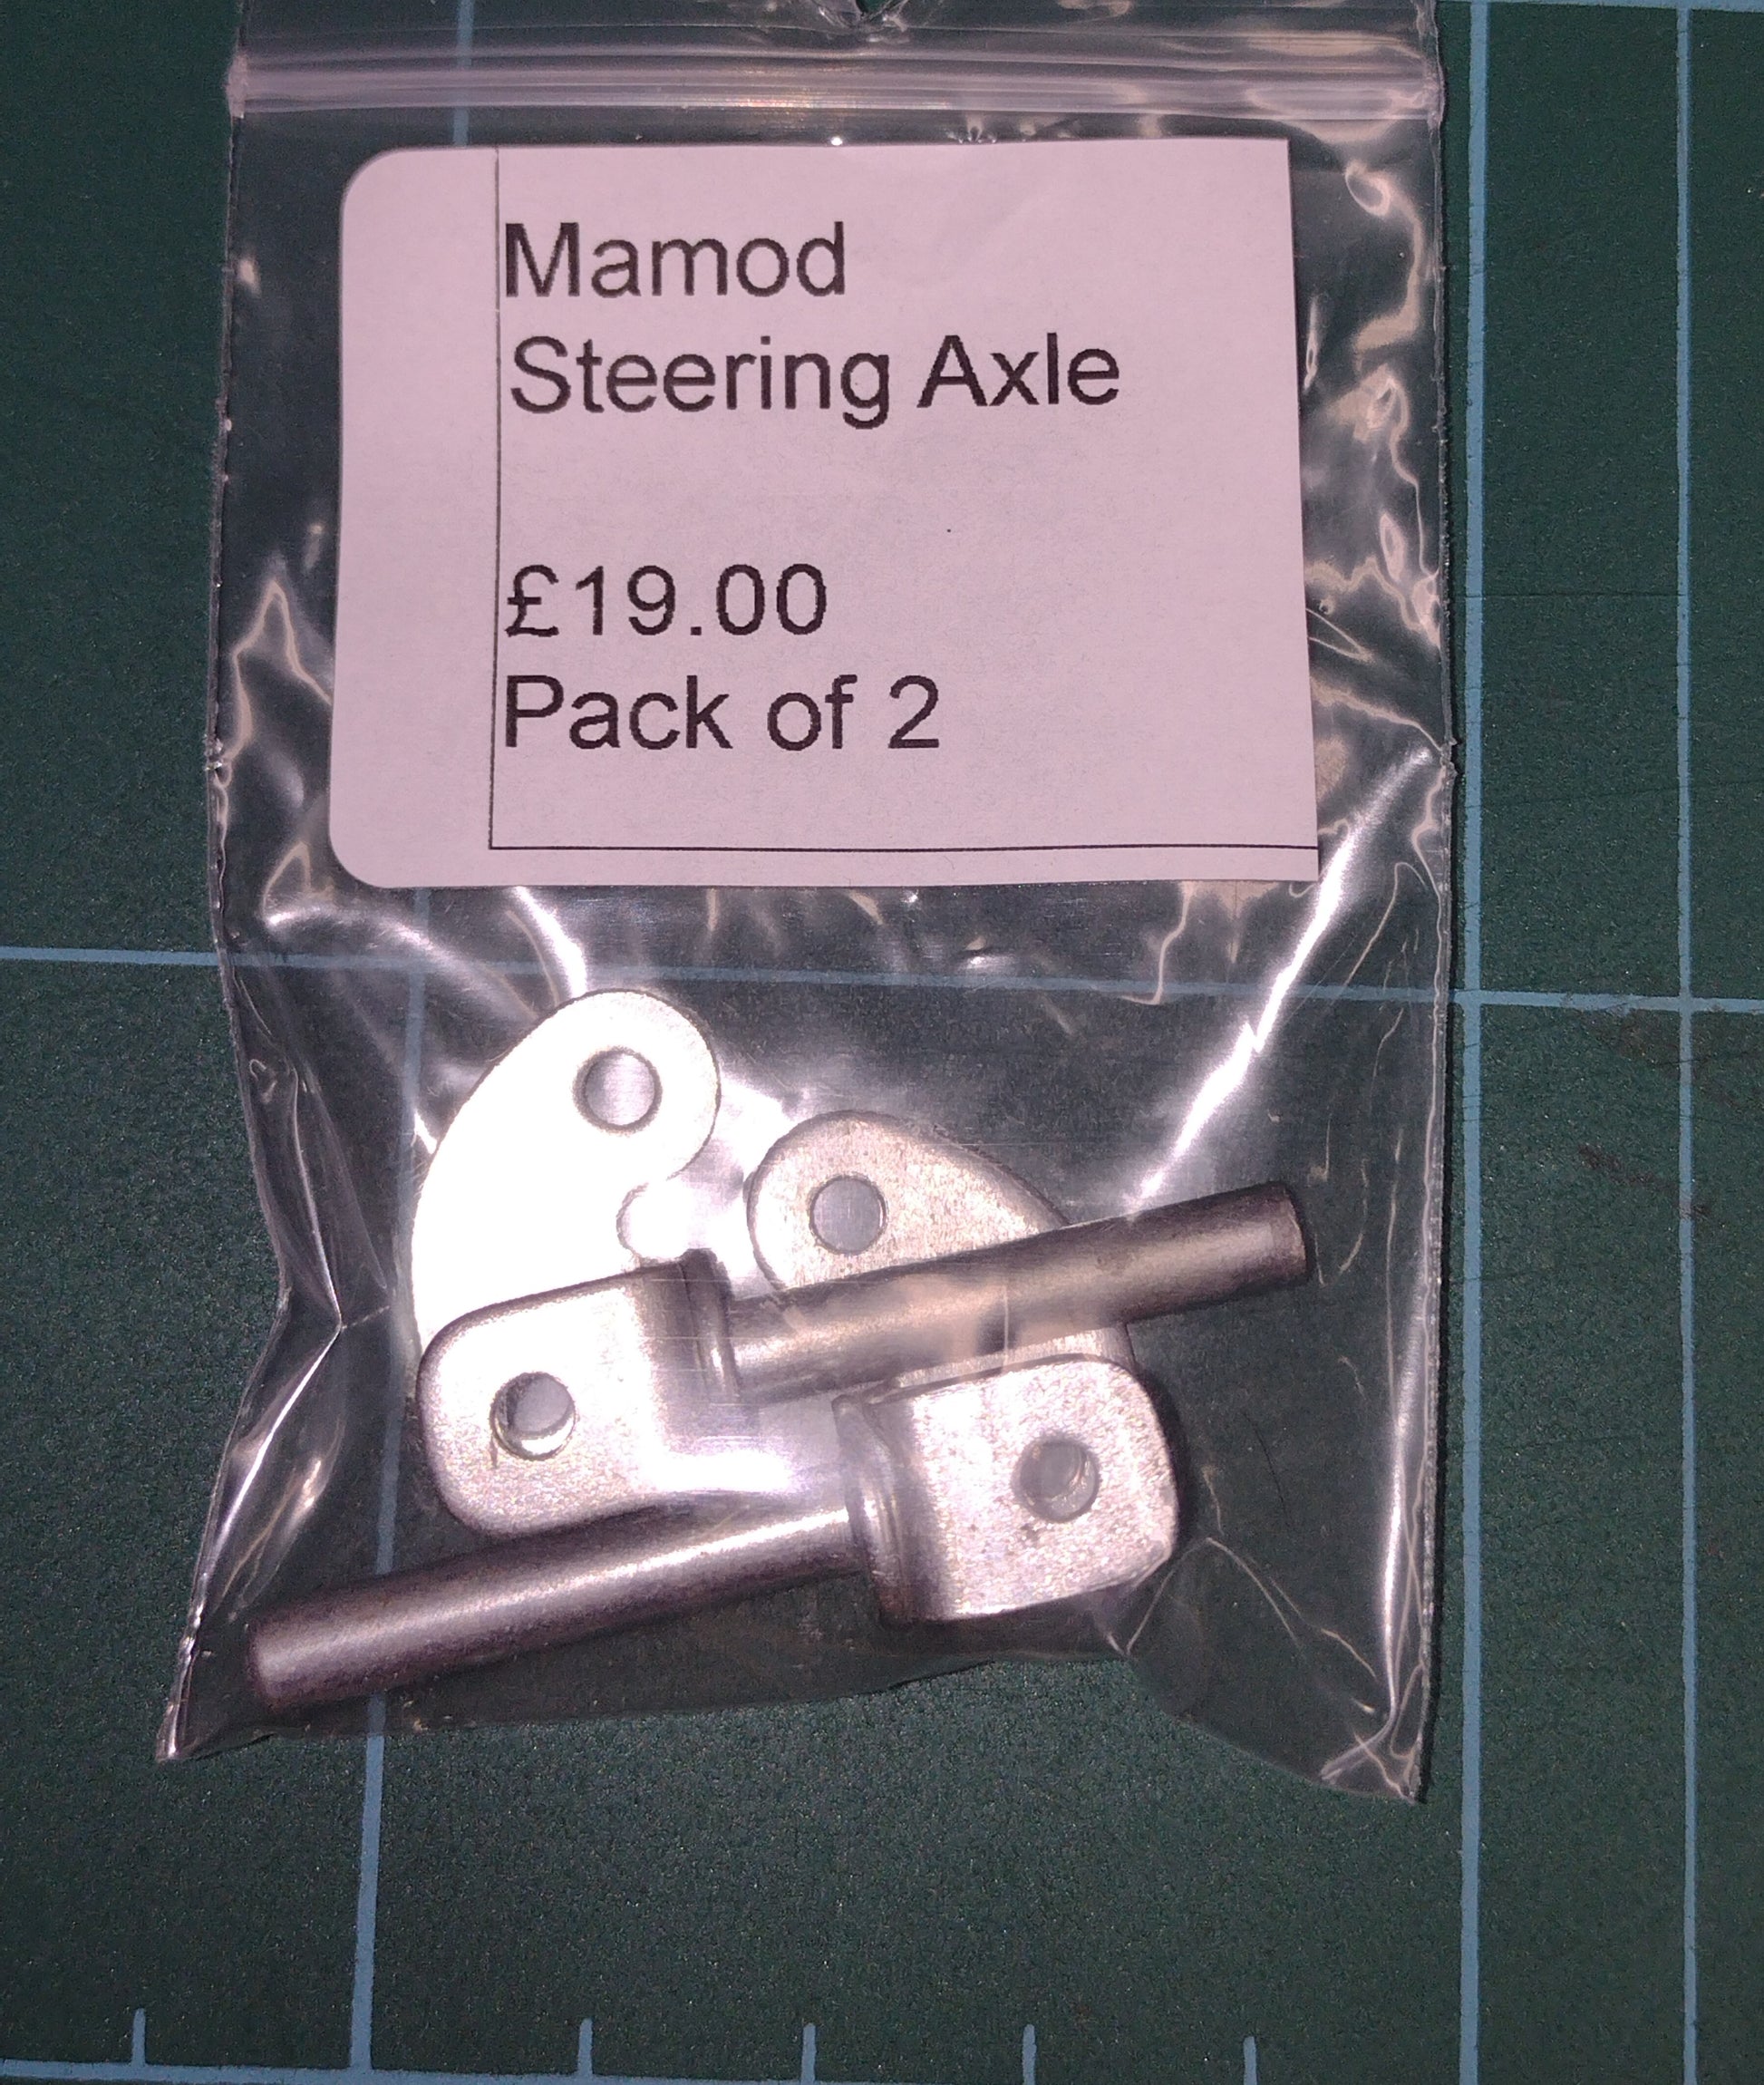 Mamod
Steering Axle
£19.00
Pack of 2